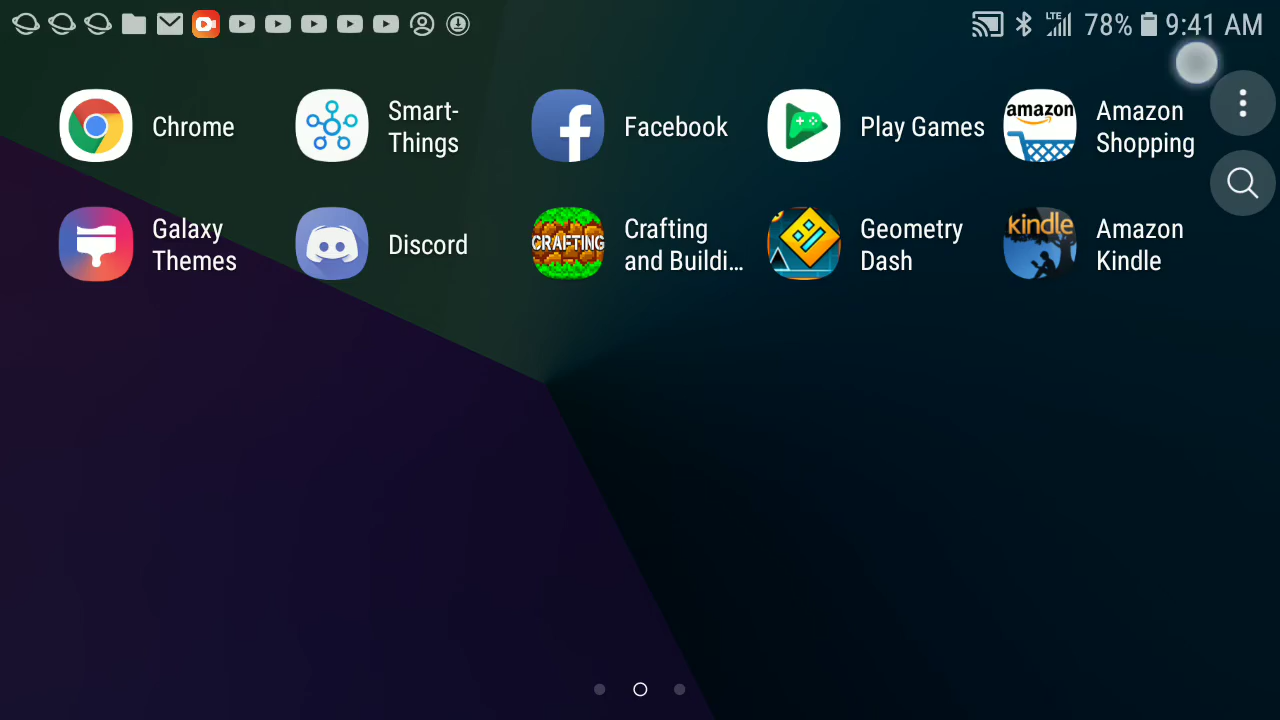 LTE 78% 9:41 AM
Chrome
Smart-
Things
Facebook
Play Games
amazon
Amazon
Shopping
Galaxy
Themes
Discord
CRAFTING
Crafting
and Buildi...
Geometry
Dash
kindle
Amazon
Kindle